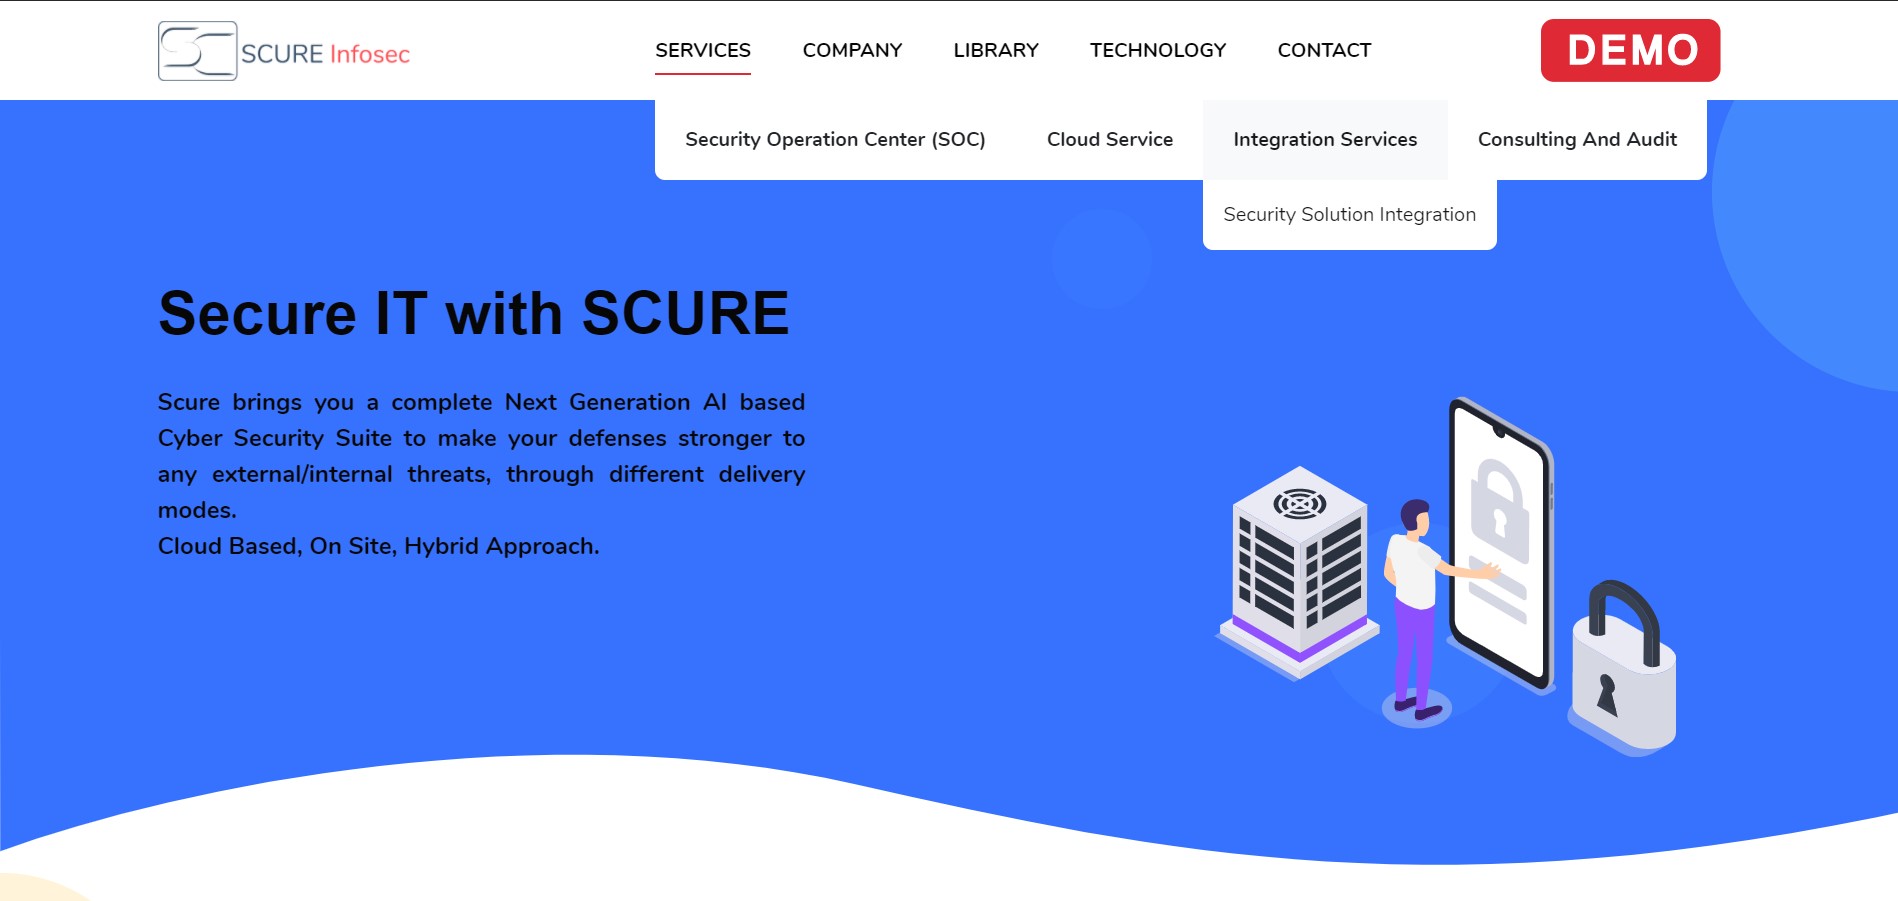 SCURE Infosec
SERVICES
COMPANY
LIBRARY
TECHNOLOGY
CONTACT
DEMO
Security Operation Center (SOC)
Cloud Service
Integration Services
Consulting And Audit
Security Solution Integration
Secure IT with SCURE
Scure brings you a complete Next Generation AI based
Cyber Security Suite to make your defenses stronger to
any external/internal threats, through different delivery
modes.
Cloud Based, On Site, Hybrid Approach.